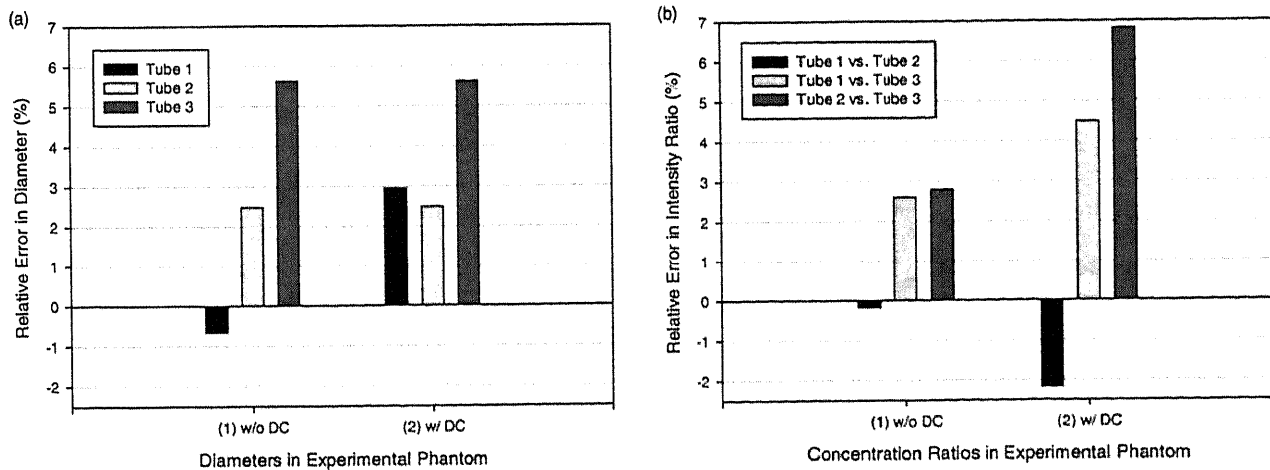 (a)
7
6
5
4
3
2
1
0
-1
-2
Relative Error in Diameter (%)
Tube 1
Tube 2
Tube 3
(1) w/o DC
(2) w/ DC
Diameters in Experimental Phantom
(b)
7
6
5
4
3
2
1
0
-1
-2
Relative Error in Intensity Ratio (%)
Tube 1 vs. Tube 2
Tube 1 vs. Tube 3
Tube 2 vs. Tube 3
(1) w/o DC
(2) w/ DC
Concentration Ratios in Experimental Phantom